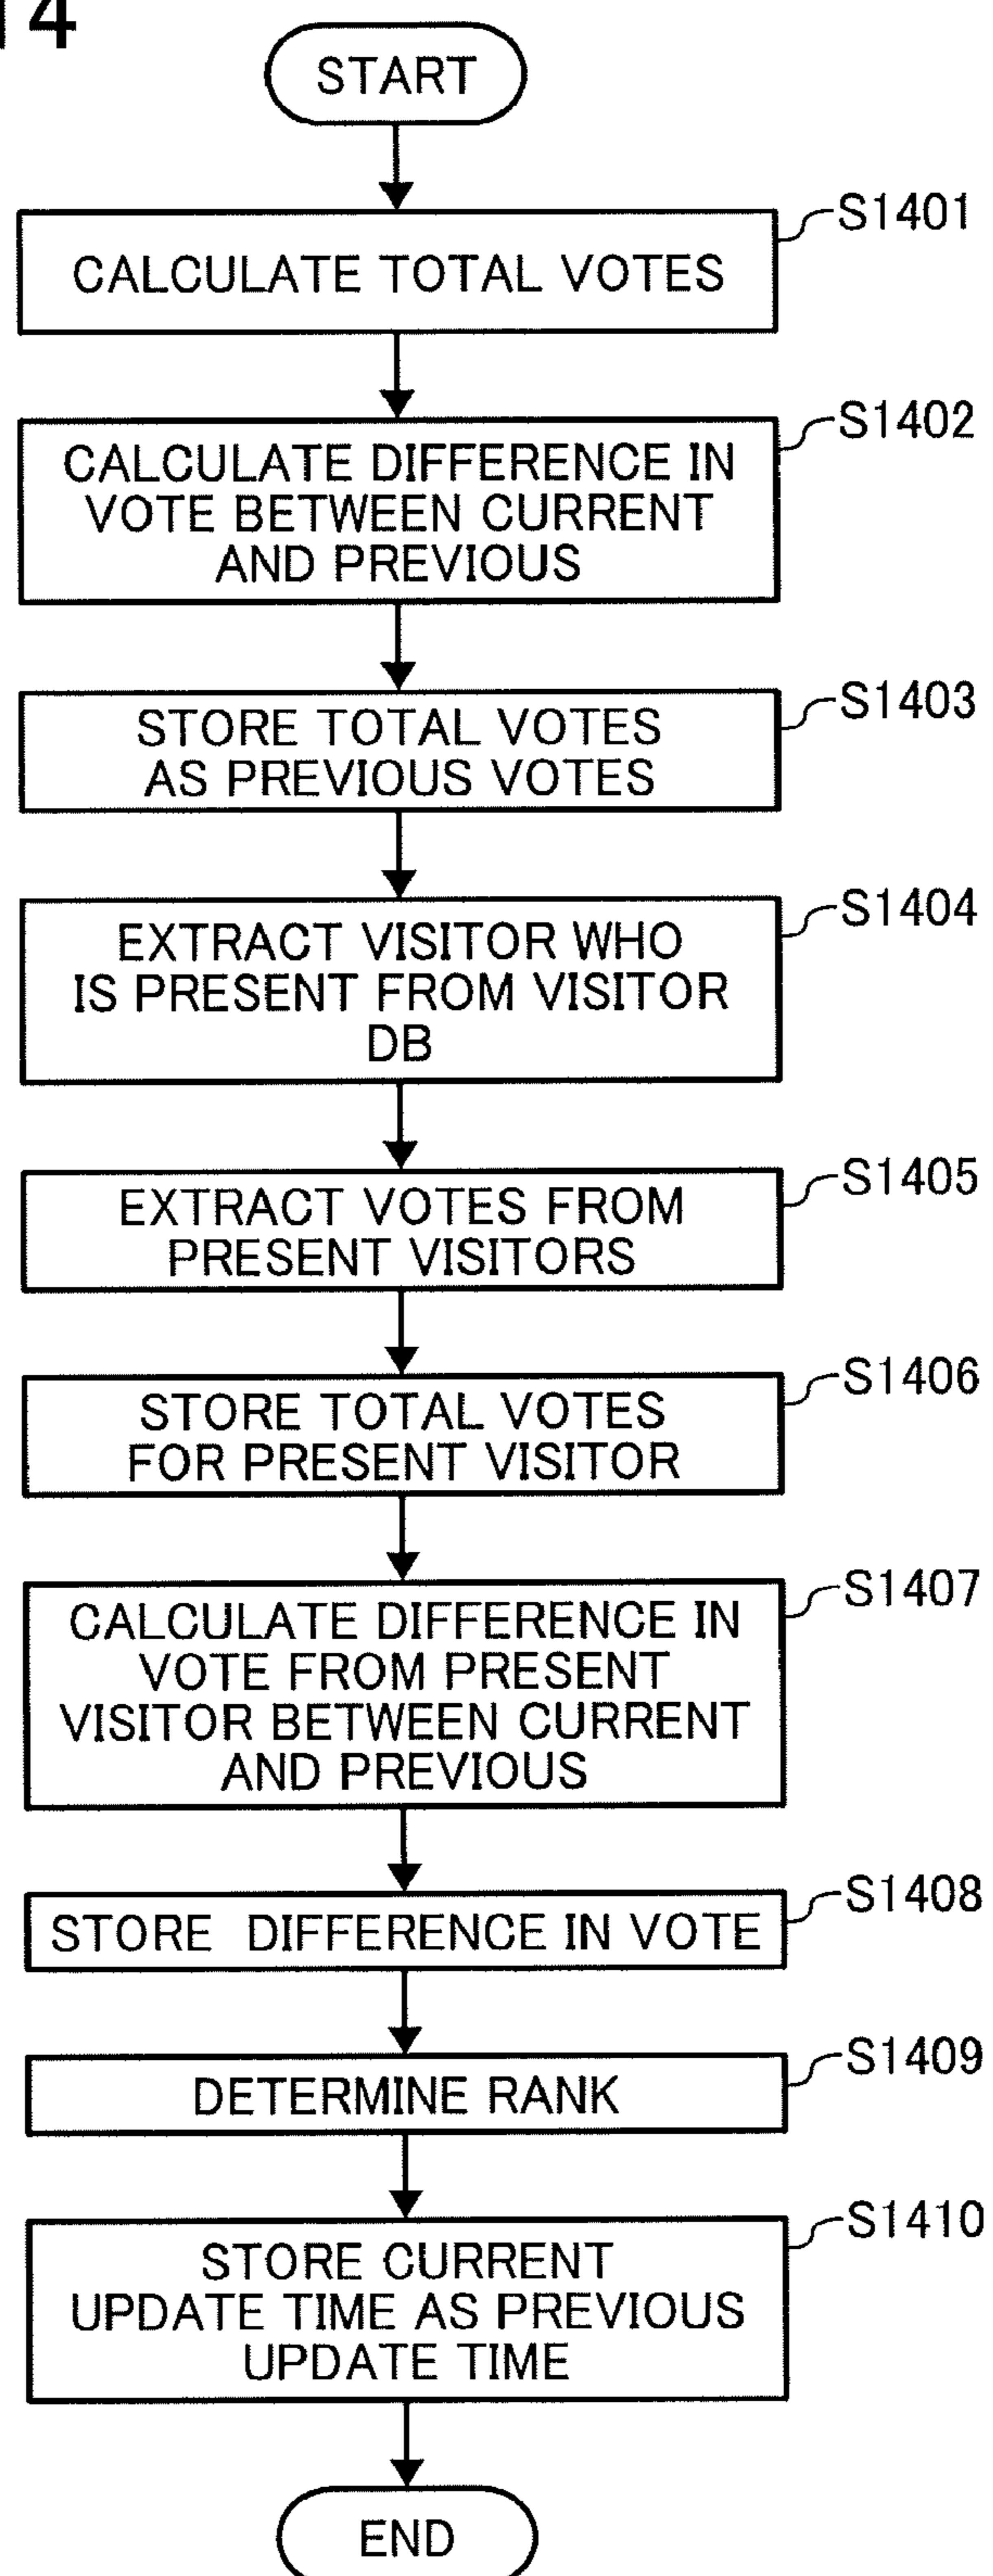 14
START
S1401
CALCULATE TOTAL VOTES
S1402
CALCULATE DIFFERENCE IN
VOTE BETWEEN CURRENT
AND PREVIOUS
S1403
STORE TOTAL VOTES
AS PREVIOUS VOTES
S1404
EXTRACT VISITOR WHO
IS PRESENT FROM VISITOR
DB
S1405
EXTRACT VOTES FROM
PRESENT VISITORS
S1406
STORE TOTAL VOTES
FOR PRESENT VISITOR
S1407
CALCULATE DIFFERENCE IN
VOTE FROM PRESENT
VISITOR BETWEEN CURRENT
AND PREVIOUS
S1408
STORE DIFFERENCE IN VOTE
S1409
DETERMINE RANK
S1410
STORE CURRENT
UPDATE TIME AS PREVIOUS
UPDATE TIME
END